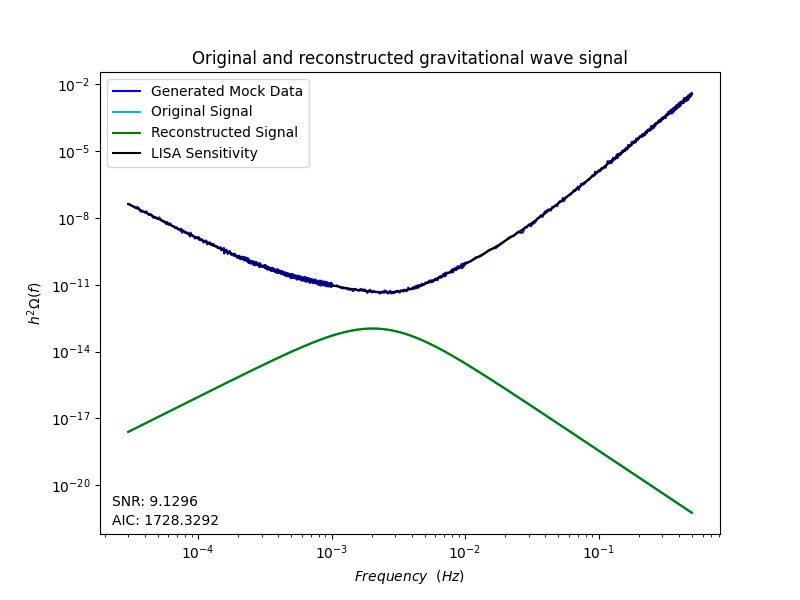 Original and reconstructed gravitational wave signal
Generated Mock Data
Original Signal
Reconstructed Signal
LISA Sensitivity
10⁻²
10⁻⁵
10⁻⁸
10⁻¹¹
10⁻¹⁴
10⁻¹⁷
10⁻²⁰
h²Ω(f)
SNR: 9.1296
AIC: 1728.3292
10⁻⁴ 10⁻³ 10⁻² 10⁻¹
Frequency (Hz)